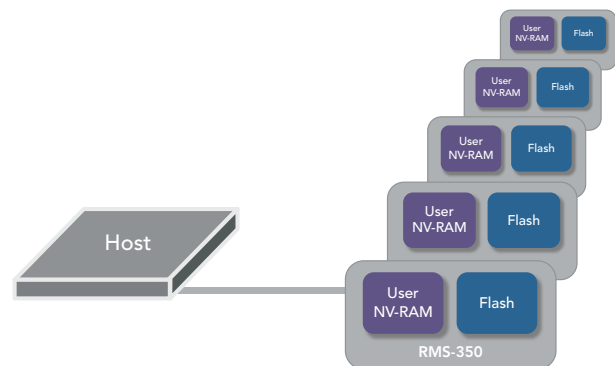 User
NV-RAM
Flash
User
NV-RAM
Flash
User
NV-RAM
Flash
User
NV-RAM
Flash
Host
User
NV-RAM
Flash
RMS-350